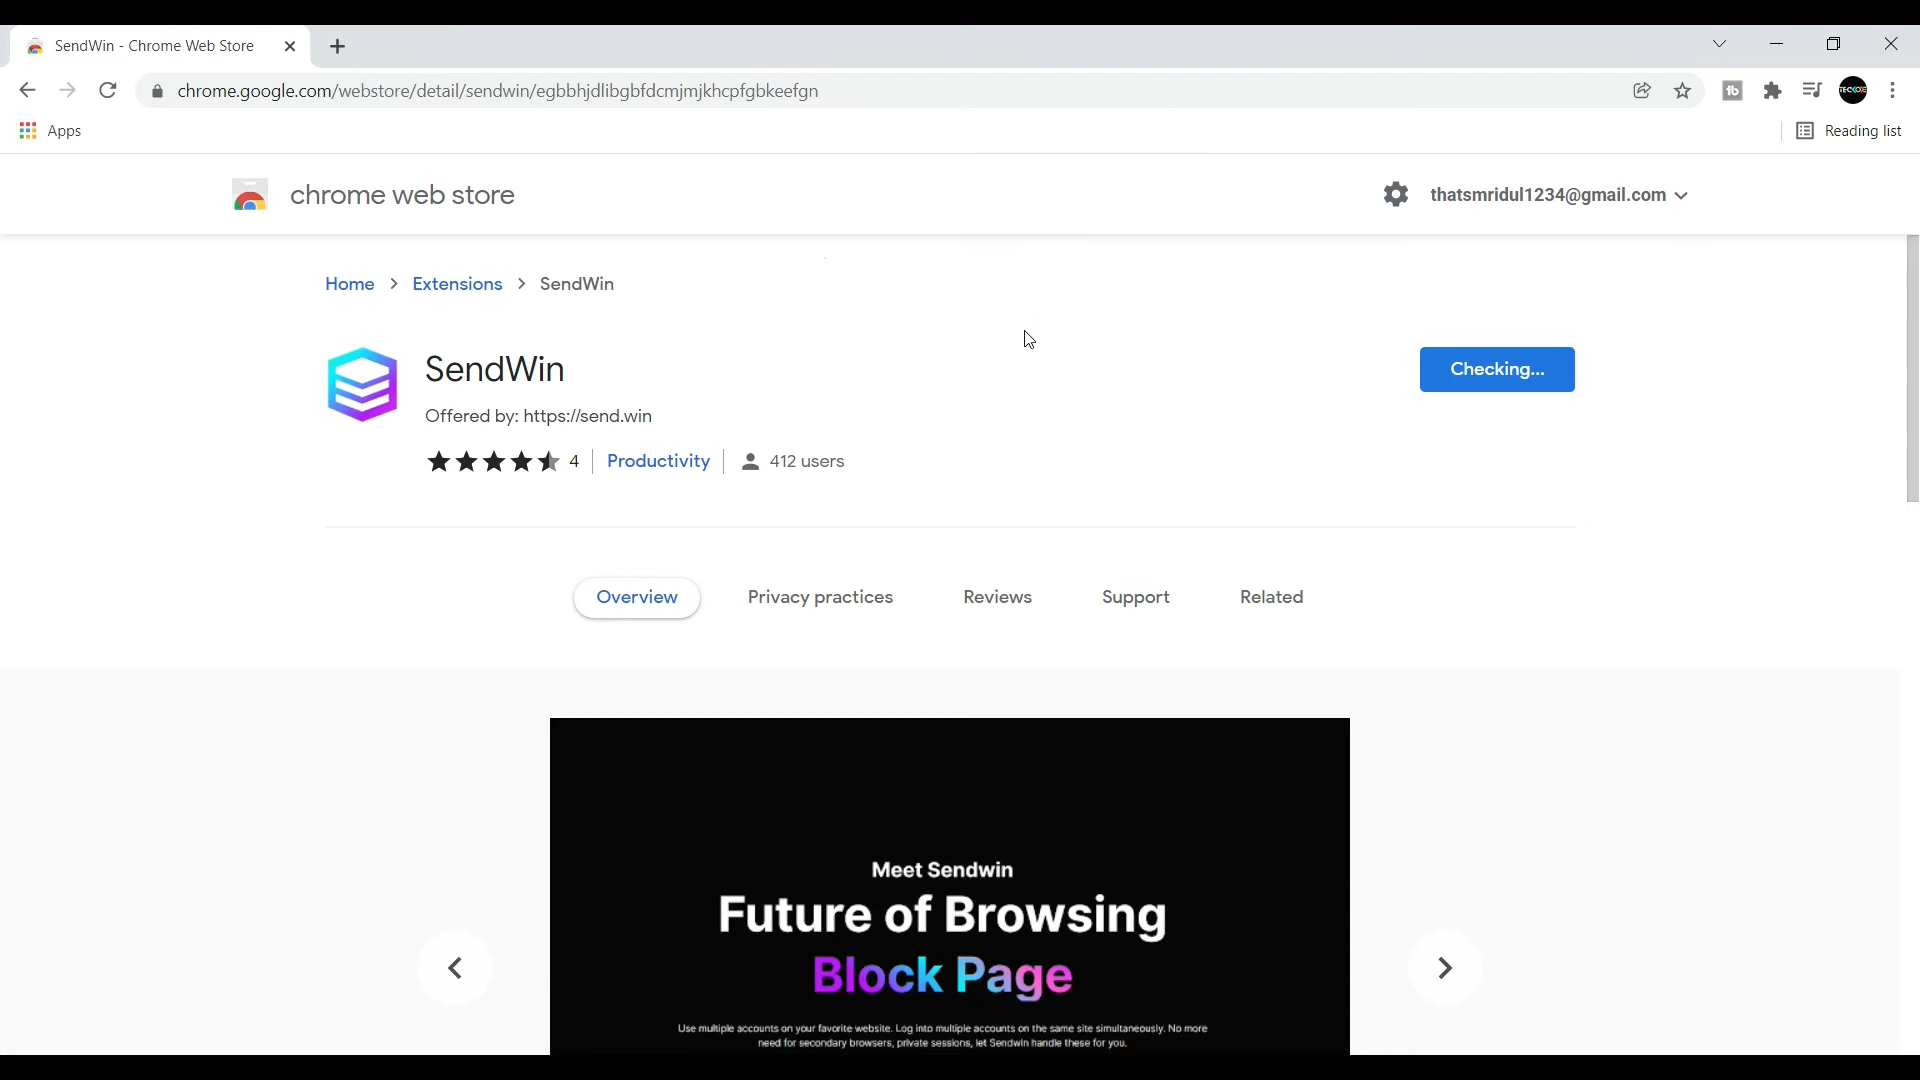 SendWin - Chrome Web Store
chrome.google.com/webstore/detail/sendwin/egbbhjdlibgbfdcmjmjkhcpfgbkeefgn
Apps
Reading list
chrome web store
thatsmridul1234@gmail.com
Home > Extensions > SendWin
SendWin
Checking...
Offered by: https://send.win
4 Productivity 412 users
Overview Privacy practices Reviews Support Related
Meet Sendwin
Future of Browsing
Block Page
Use multiple accounts on your favorite website. Log into multiple accounts on the same site simultaneously. No more
need for secondary browsers, private sessions, let Sendwin handle these for you.